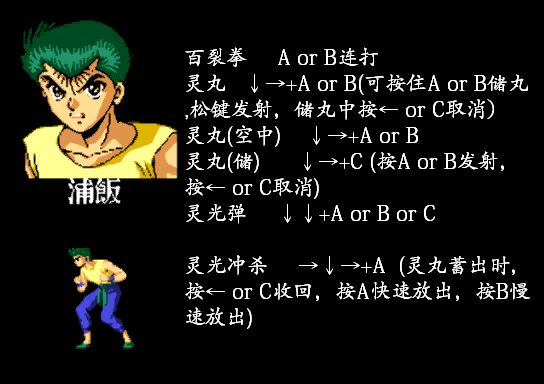 百裂拳 A or B连打
灵丸 ↓→+A or B(可按住A or B储丸
,松键发射，储丸中按← or C取消)
灵丸(空中) ↓→+A or B
灵丸(储) ↓→+C (按A or B发射，
按← or C取消)
灵光弹 ↓↓+A or B or C
浦飯
灵光冲杀 →↓→+A (灵丸蓄出时，
按← or C收回，按A快速放出，按B慢
速放出)